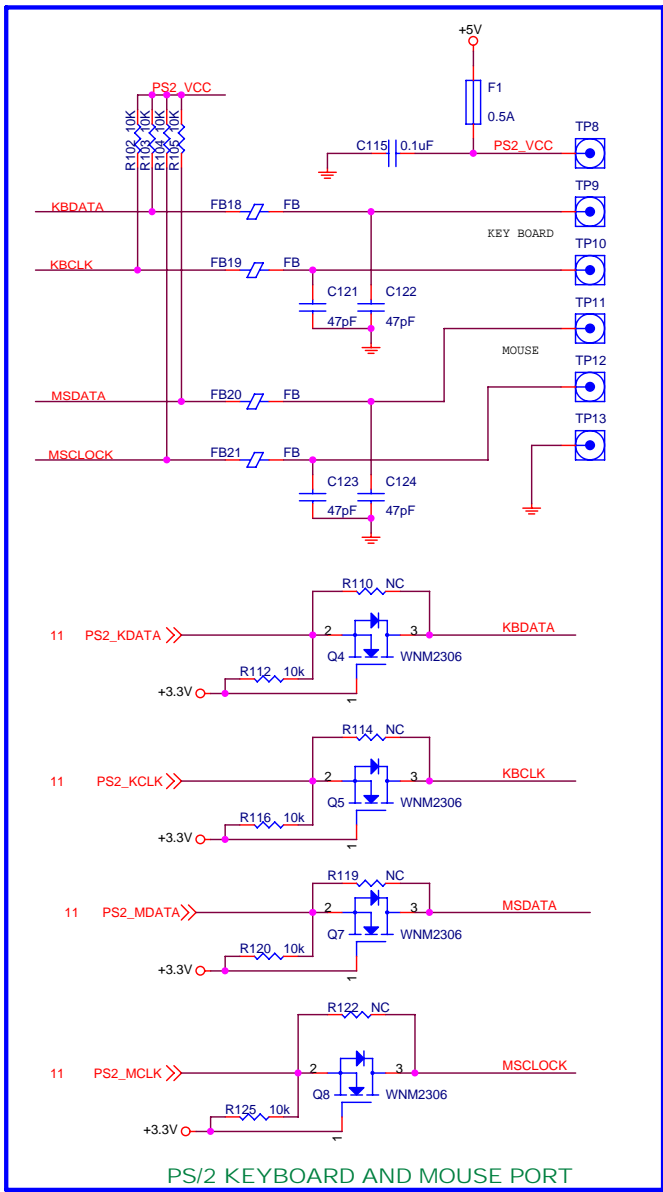 +5V
F1
0.5A
PS2_VCC
R102 10K
R103 10K
R104 10K
R105 10K
C115 0.1uF
PS2_VCC
TP8
KBDATA
FB18 FB
TP9
KEY BOARD
KBCLK
FB19 FB
TP10
C121 C122
47pF 47pF
TP11
MOUSE
TP12
MSDATA
FB20 FB
TP13
MSCLOCK
FB21 FB
C123 C124
47pF 47pF
R110 NC
11 PS2_KDATA 2 3 KBDATA
Q4 WNM2306
R112 10k
+3.3V 1
R114 NC
11 PS2_KCLK 2 3 KBCLK
Q5 WNM2306
R116 10k
+3.3V 1
R119 NC
11 PS2_MDATA 2 3 MSDATA
Q7 WNM2306
R120 10k
+3.3V 1
R122 NC
11 PS2_MCLK 2 3 MSCLOCK
Q8 WNM2306
R125 10k
+3.3V 1
PS/2 KEYBOARD AND MOUSE PORT